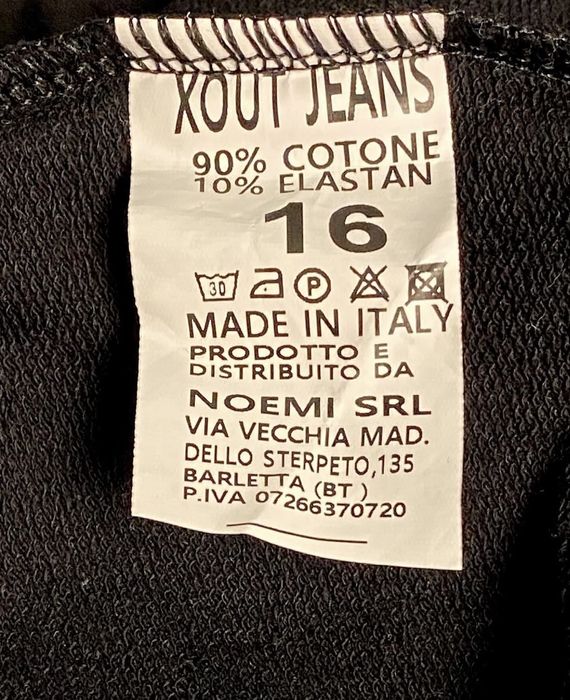 XOUT JEANS
90% COTONE
10% ELASTAN
16
30 P
MADE IN ITALY
PRODOTTO E
DISTRIBUITO DA
NOEMI SRL
VIA VECCHIA MAD.
DELLO STERPETO,135
BARLETTA (BT )
P.IVA 07266370720